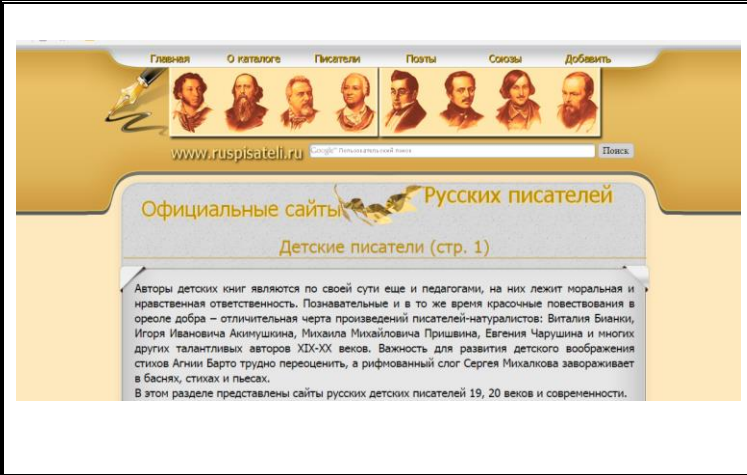 Главная О каталоге Писатели Поэты Союзы Добавить
www.ruspisateli.ru Google Пользовательский поиск Поиск
Официальные сайты Русских писателей
Детские писатели (стр. 1)
Авторы детских книг являются по своей сути еще и педагогами, на них лежит моральная и
нравственная ответственность. Познавательные и в то же время красочные повествования в
ореоле добра – отличительная черта произведений писателей-натуралистов: Виталия Бианки,
Игоря Ивановича Акимушкина, Михаила Михайловича Пришвина, Евгения Чарушина и многих
других талантливых авторов XIX-XX веков. Важность для развития детского воображения
стихов Агнии Барто трудно переоценить, а рифмованный слог Сергея Михалкова завораживает
в баснях, стихах и пьесах.
В этом разделе представлены сайты русских детских писателей 19, 20 веков и современности.